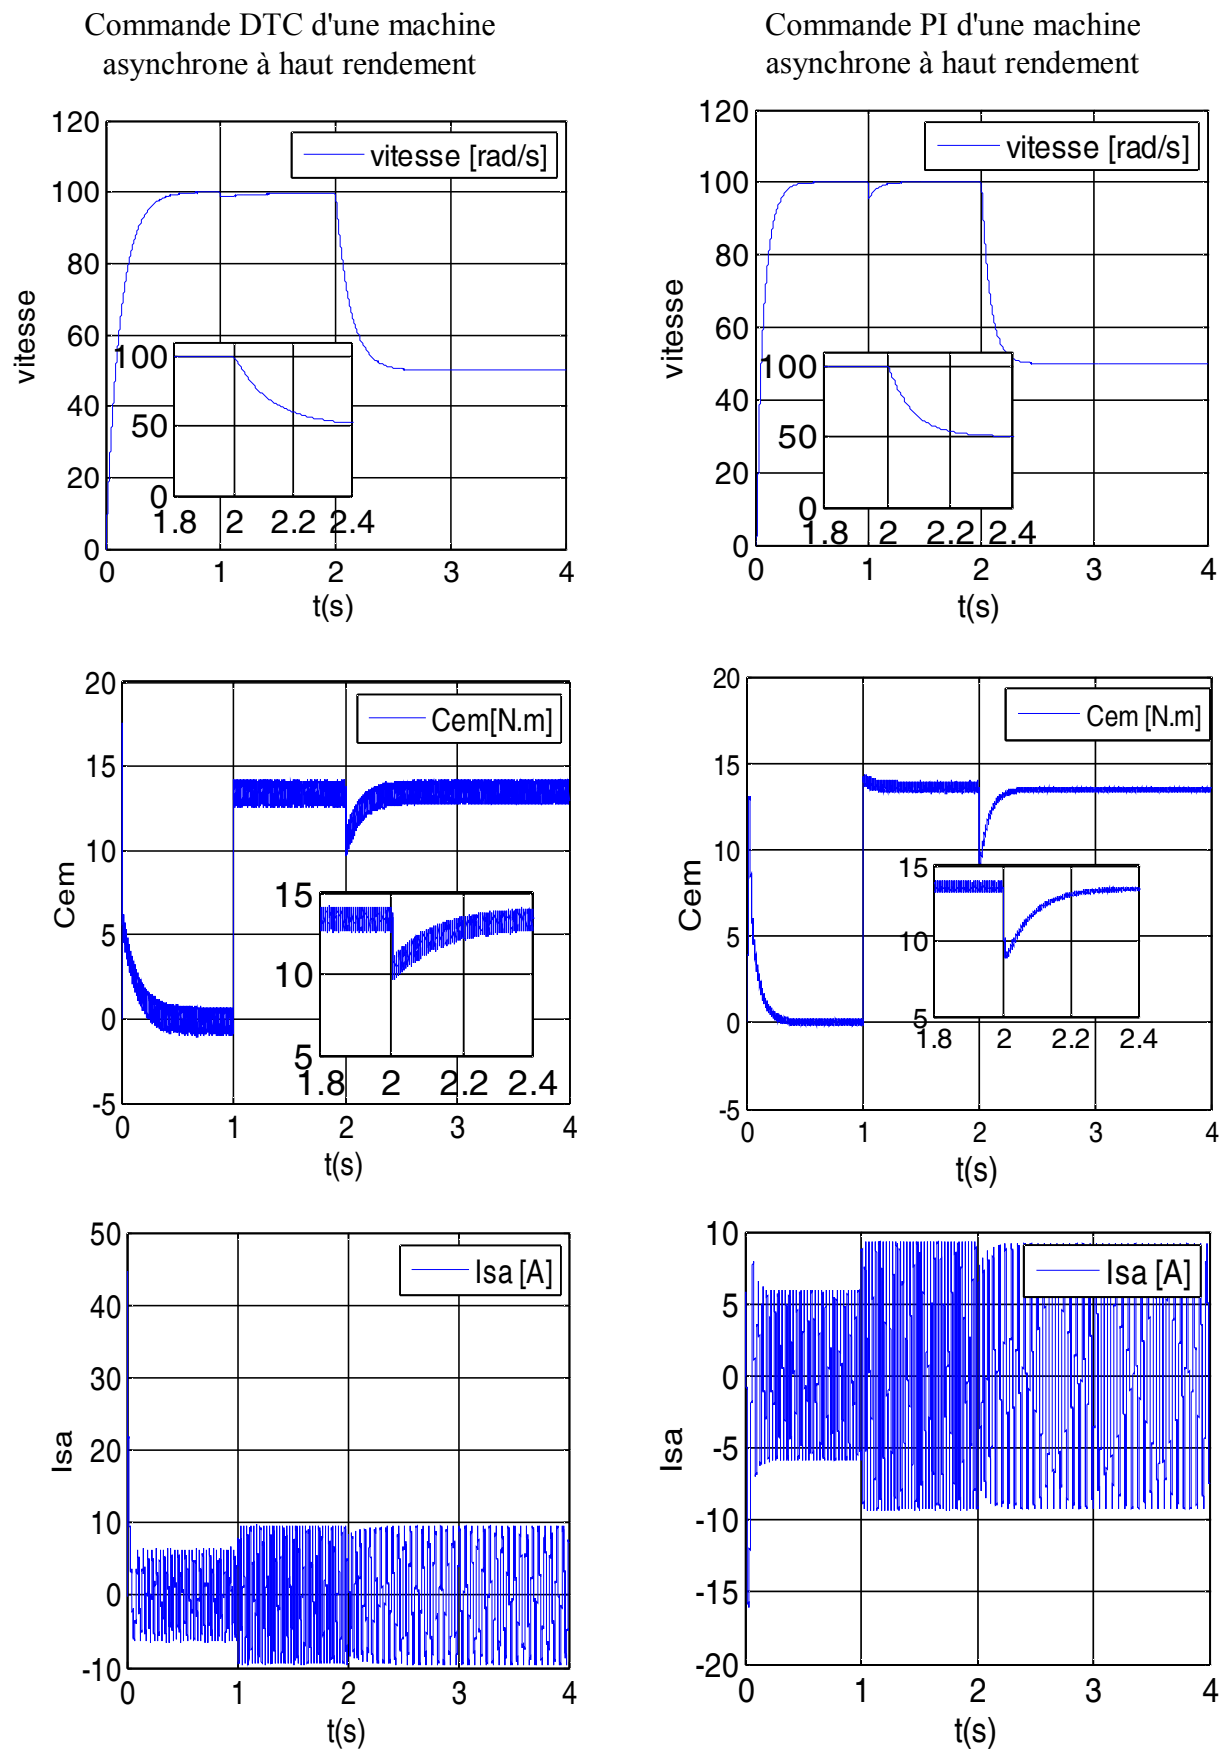 Commande DTC d'une machine
asynchrone à haut rendement
Commande PI d'une machine
asynchrone à haut rendement
120
100
80
60
40
20
0
vitesse
vitesse [rad/s]
100
50
0
1.8 2 2.2 2.4
0 1 2 3 4
t(s)
120
100
80
60
40
20
0
vitesse
vitesse [rad/s]
100
50
0
1.8 2 2.2 2.4
0 1 2 3 4
t(s)
20
15
10
5
0
-5
Cem
Cem[N.m]
15
10
5
1.8 2 2.2 2.4
0 1 2 3 4
t(s)
20
15
10
5
0
-5
Cem
Cem [N.m]
15
10
5
1.8 2 2.2 2.4
0 1 2 3 4
t(s)
50
40
30
20
10
0
-10
Isa
Isa [A]
0 1 2 3 4
t(s)
10
5
0
-5
-10
-15
-20
Isa
Isa [A]
0 1 2 3 4
t(s)